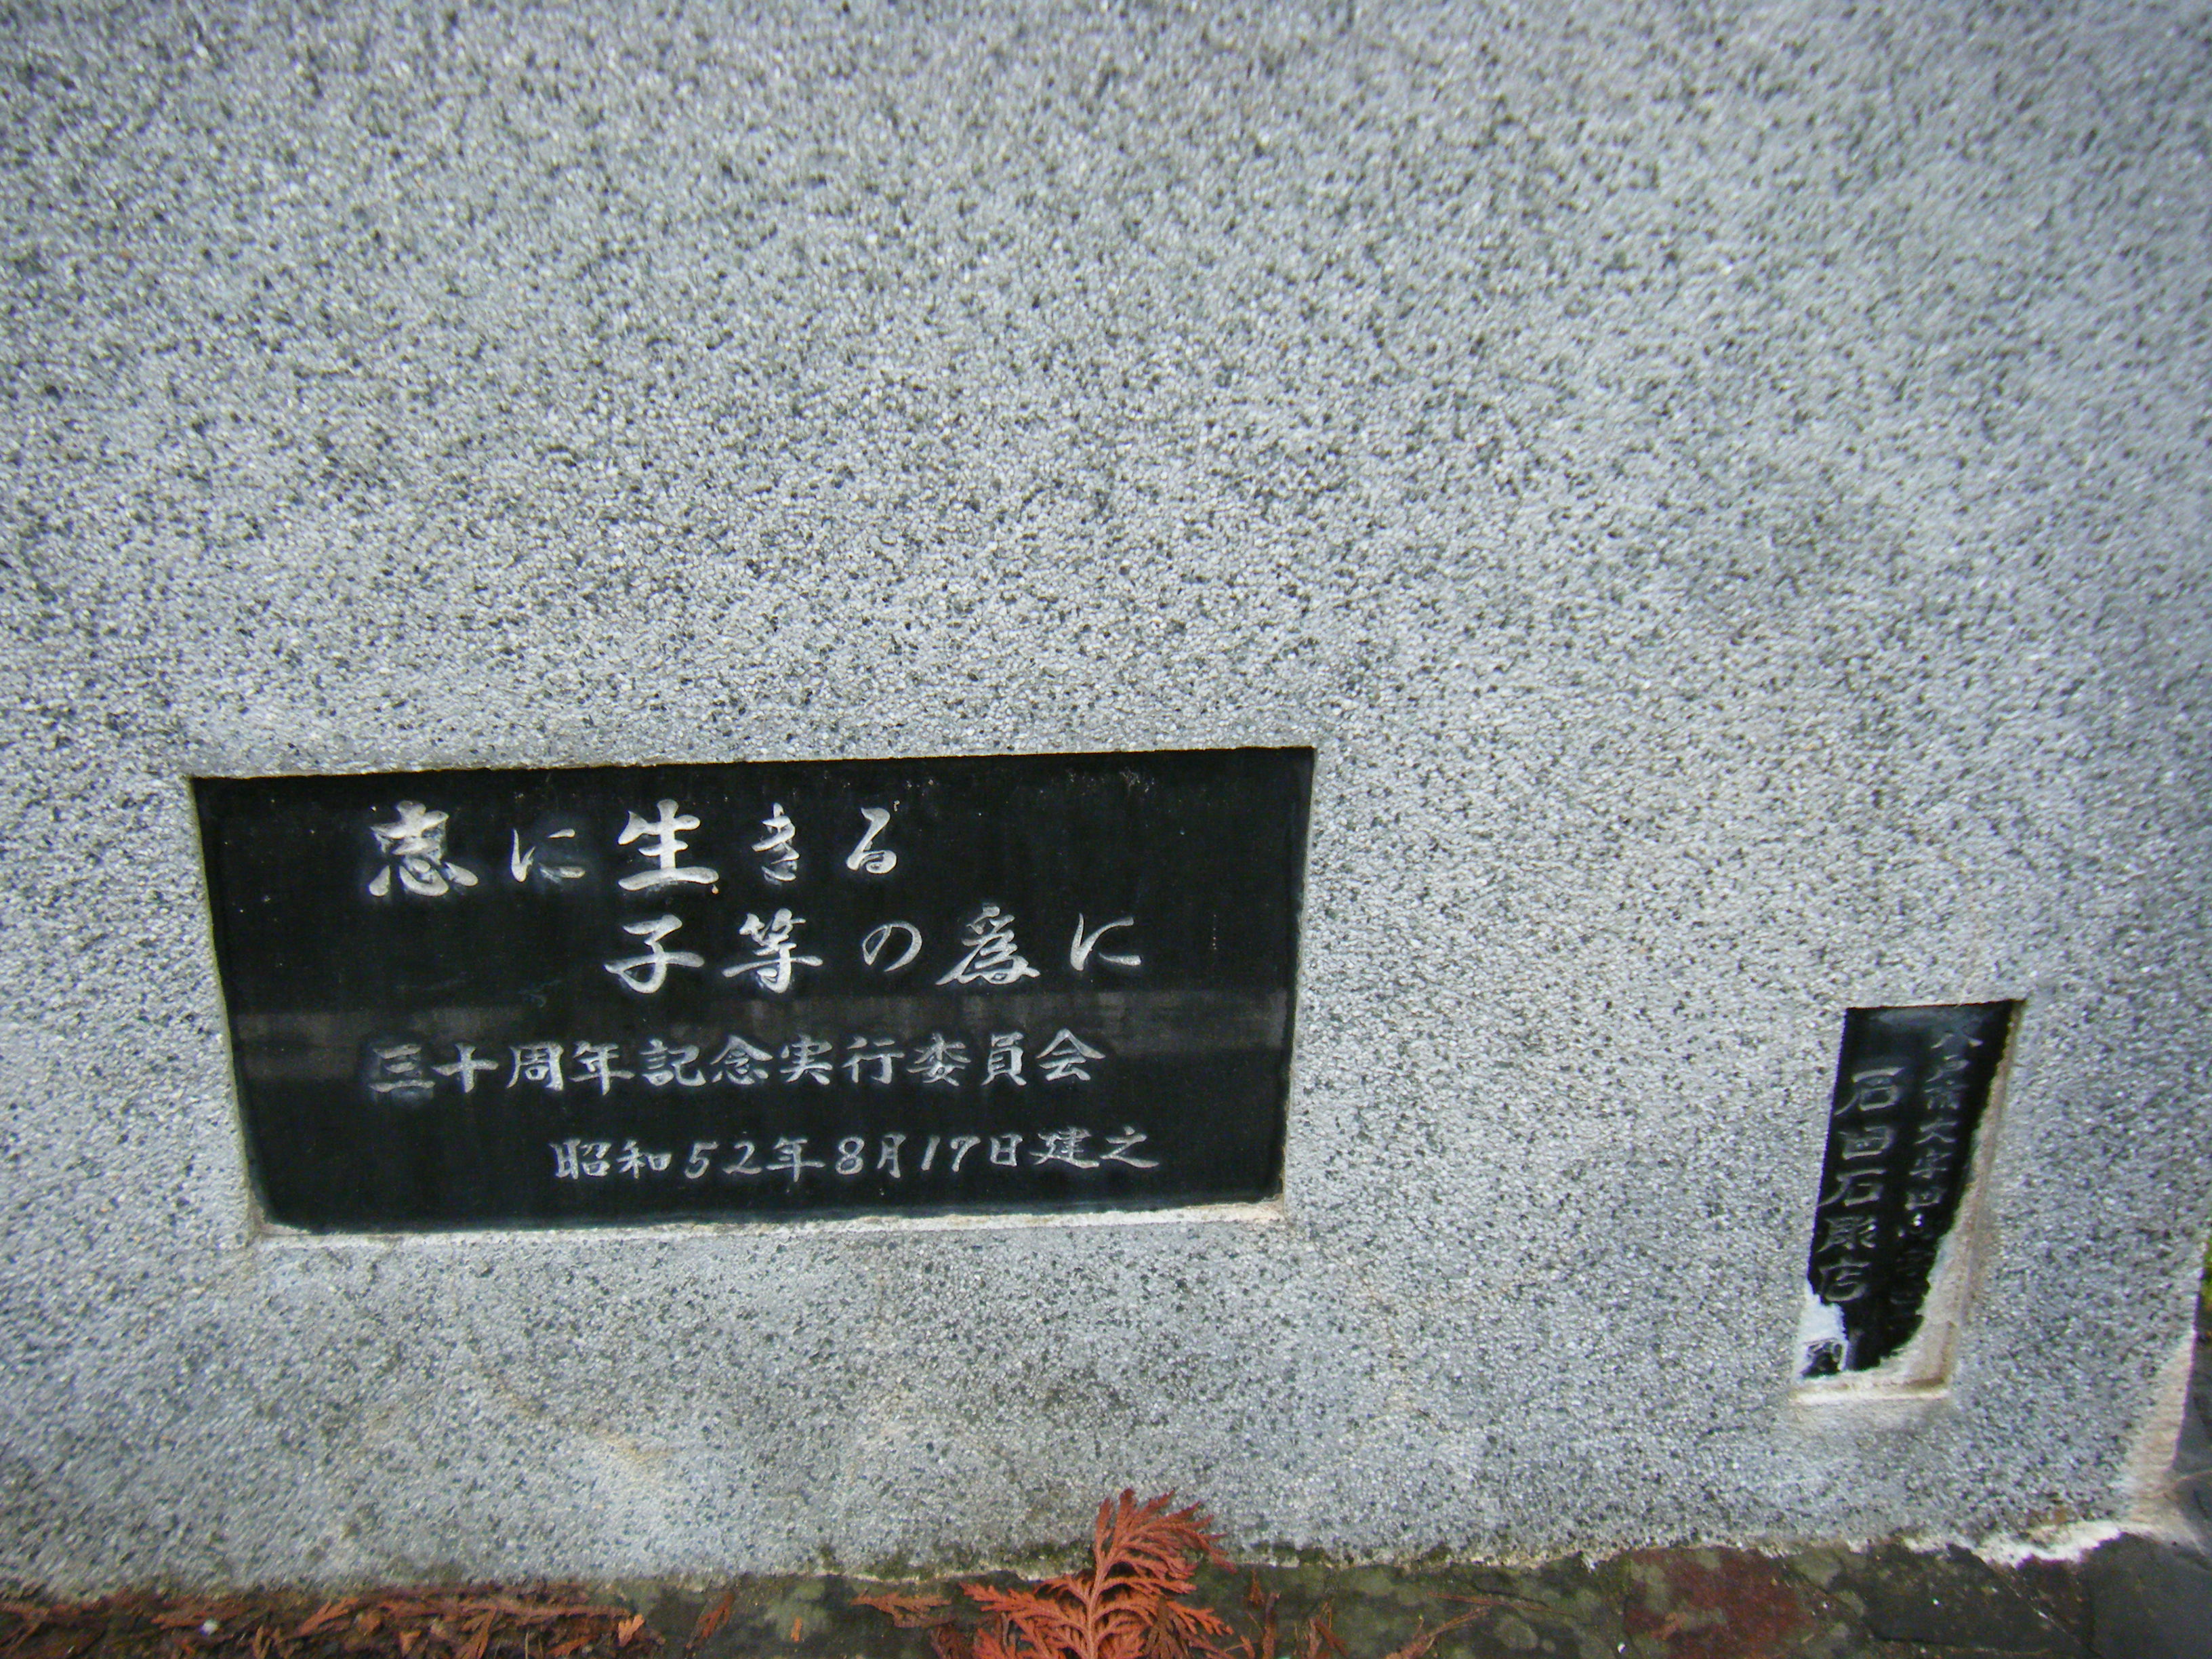 志に生きる
子等の為に
三十周年記念実行委員会
昭和52年8月17日建之
石田石彫店